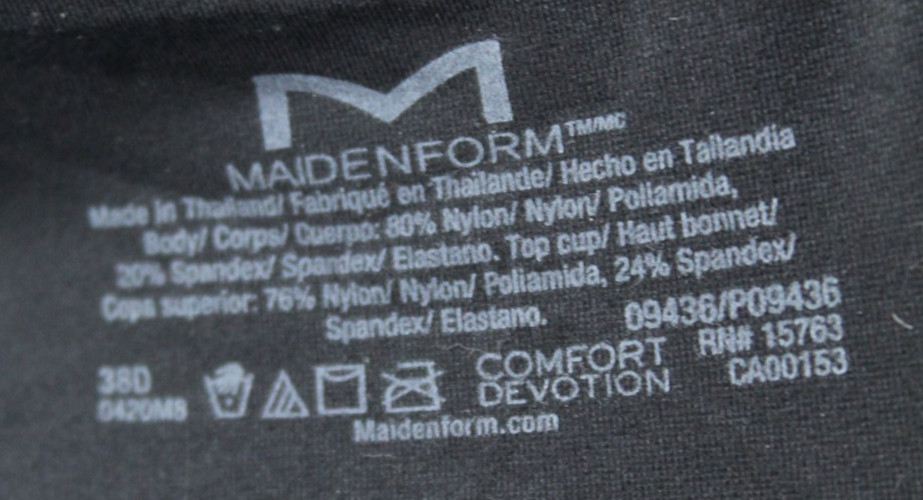 MAIDENFORM™/MC
Made in Thailand/ Fabriqué en Thaïlande/ Hecho en Tailandia
Body/ Corps/ Cuerpo: 80% Nylon/ Nylon/ Poliamida,
20% Spandex/ Spandex/ Elastano. Top cup/ Haut bonnet/
Copa superior: 76% Nylon/ Nylon/ Poliamida, 24% Spandex/
Spandex/ Elastano.
09436/P09436
RN# 15763
CA00153
38D
0420MS
COMFORT
DEVOTION
Maidenform.com